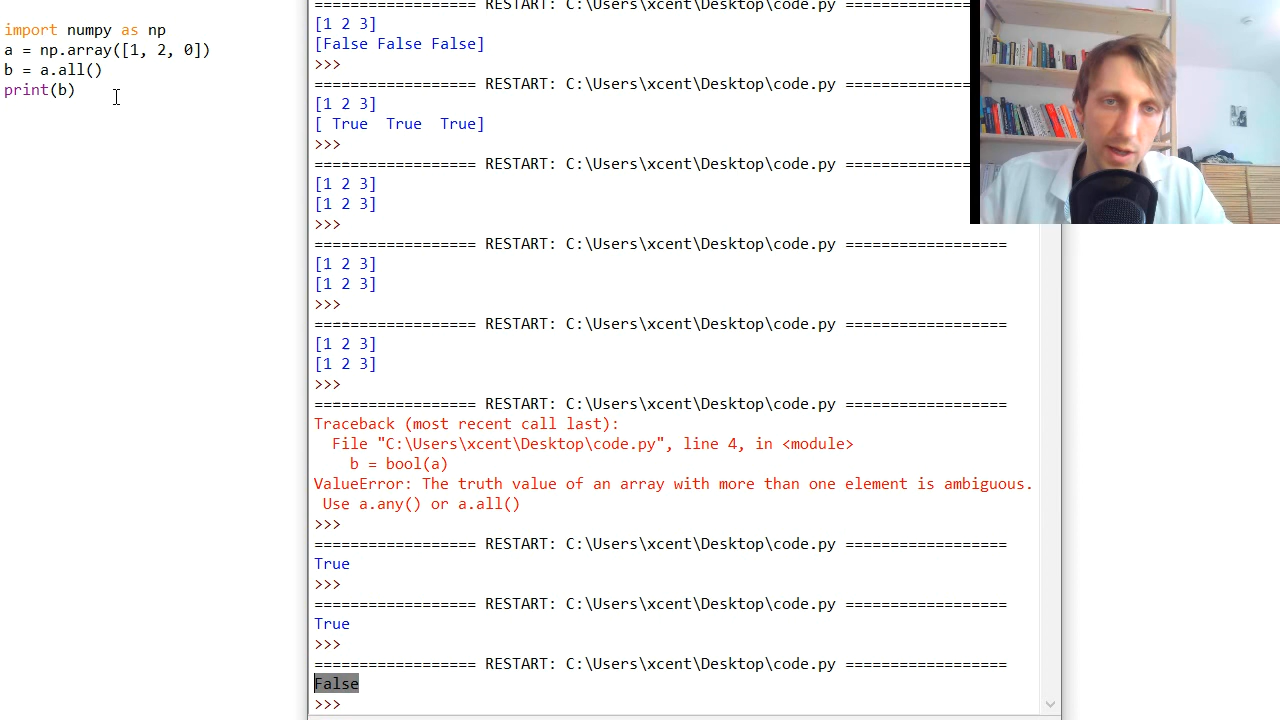 import numpy as np
a = np.array([1, 2, 0])
b = a.all()
print(b)
================== RESTART: C:\Users\xcent\Desktop\code.py ==============
[1 2 3]
[False False False]
>>>
================== RESTART: C:\Users\xcent\Desktop\code.py ==============
[1 2 3]
[ True  True  True]
>>>
================== RESTART: C:\Users\xcent\Desktop\code.py ==============
[1 2 3]
[1 2 3]
>>>
================== RESTART: C:\Users\xcent\Desktop\code.py ==================
[1 2 3]
[1 2 3]
>>>
================== RESTART: C:\Users\xcent\Desktop\code.py ==================
[1 2 3]
[1 2 3]
>>>
================== RESTART: C:\Users\xcent\Desktop\code.py ==================
Traceback (most recent call last):
  File "C:\Users\xcent\Desktop\code.py", line 4, in <module>
    b = bool(a)
ValueError: The truth value of an array with more than one element is ambiguous.
 Use a.any() or a.all()
>>>
================== RESTART: C:\Users\xcent\Desktop\code.py ==================
True
>>>
================== RESTART: C:\Users\xcent\Desktop\code.py ==================
True
>>>
================== RESTART: C:\Users\xcent\Desktop\code.py ==================
False
>>>